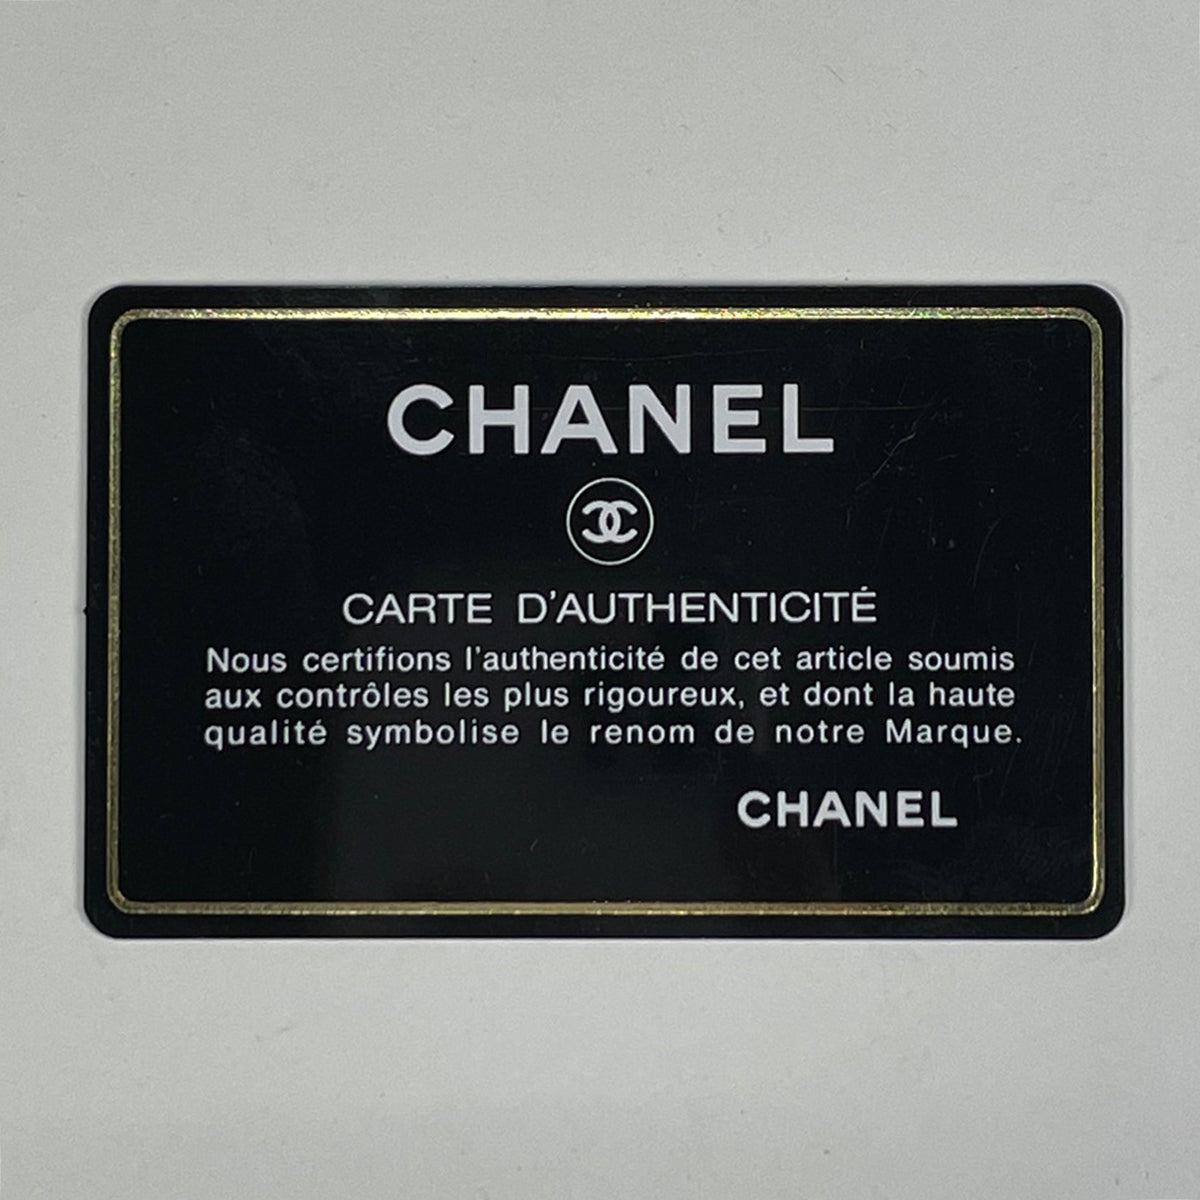 CHANEL
CARTE D'AUTHENTICITÉ
Nous certifions l'authenticité de cet article soumis
aux contrôles les plus rigoureux, et dont la haute
qualité symbolise le renom de notre Marque.
CHANEL